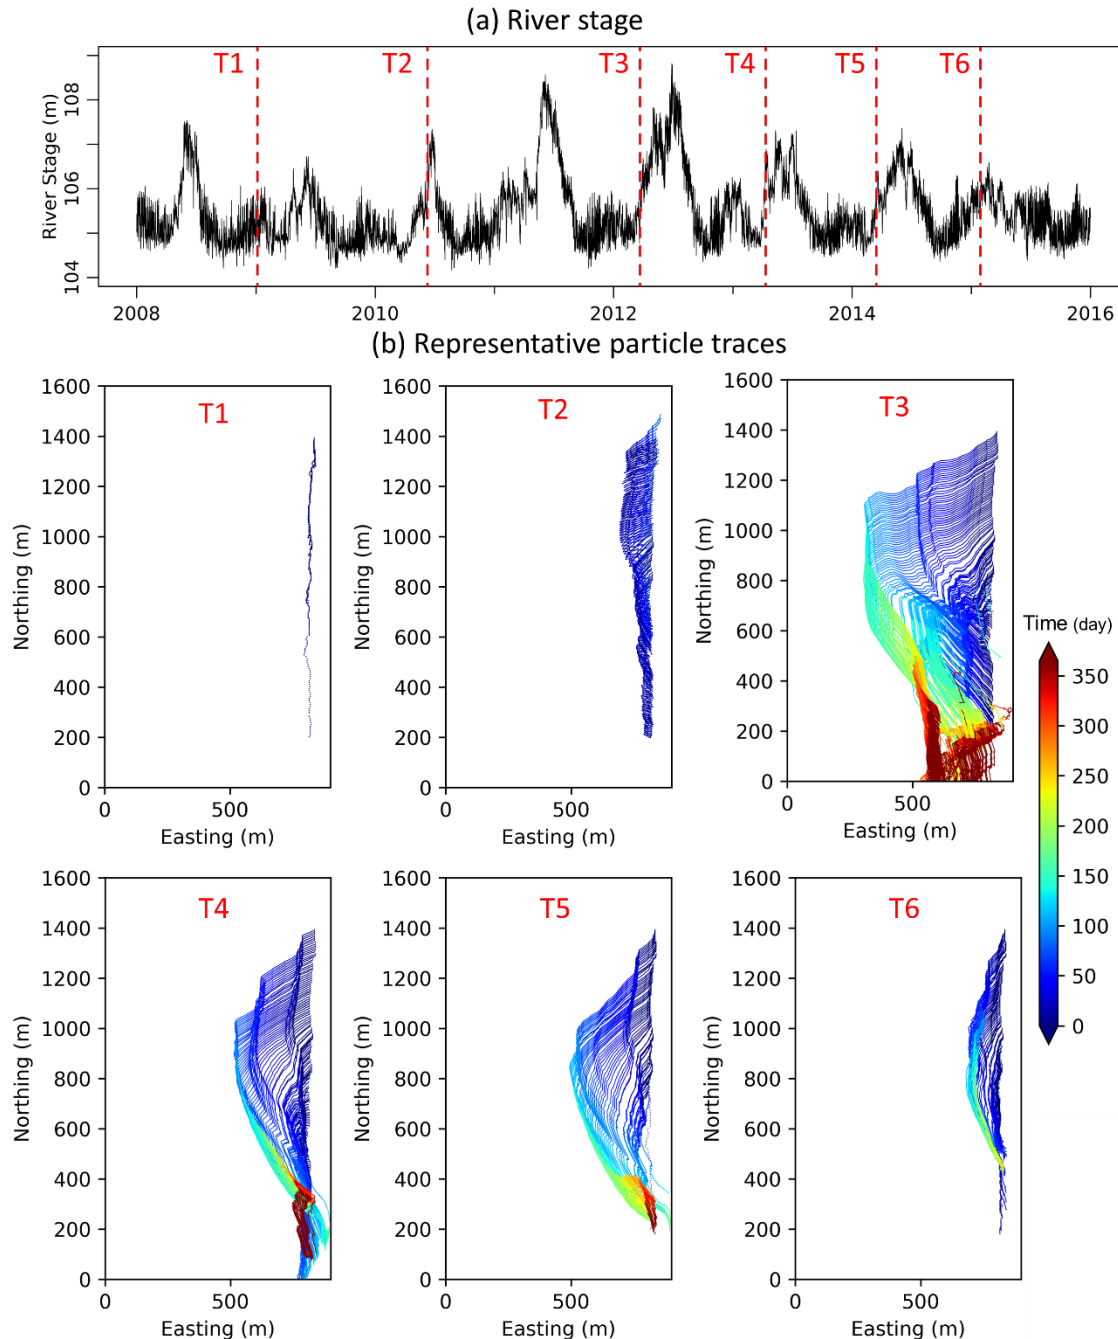 (a) River stage
T1 T2 T3 T4 T5 T6
River Stage (m)
108
106
104
2008 2010 2012 2014 2016
(b) Representative particle traces
T1
Northing (m)
1600
1400
1200
1000
800
600
400
200
0
0 500
Easting (m)
T2
Northing (m)
1600
1400
1200
1000
800
600
400
200
0
0 500
Easting (m)
T3
Northing (m)
1600
1400
1200
1000
800
600
400
200
0
0 500
Easting (m)
Time (day)
350
300
250
200
150
100
50
0
T4
Northing (m)
1600
1400
1200
1000
800
600
400
200
0
0 500
Easting (m)
T5
Northing (m)
1600
1400
1200
1000
800
600
400
200
0
0 500
Easting (m)
T6
Northing (m)
1600
1400
1200
1000
800
600
400
200
0
0 500
Easting (m)